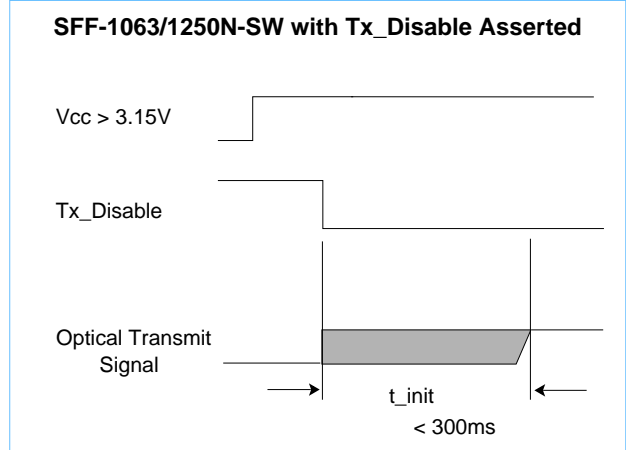 SFF-1063/1250N-SW with Tx_Disable Asserted
Vcc > 3.15V
Tx_Disable
Optical Transmit
Signal
t_init
< 300ms